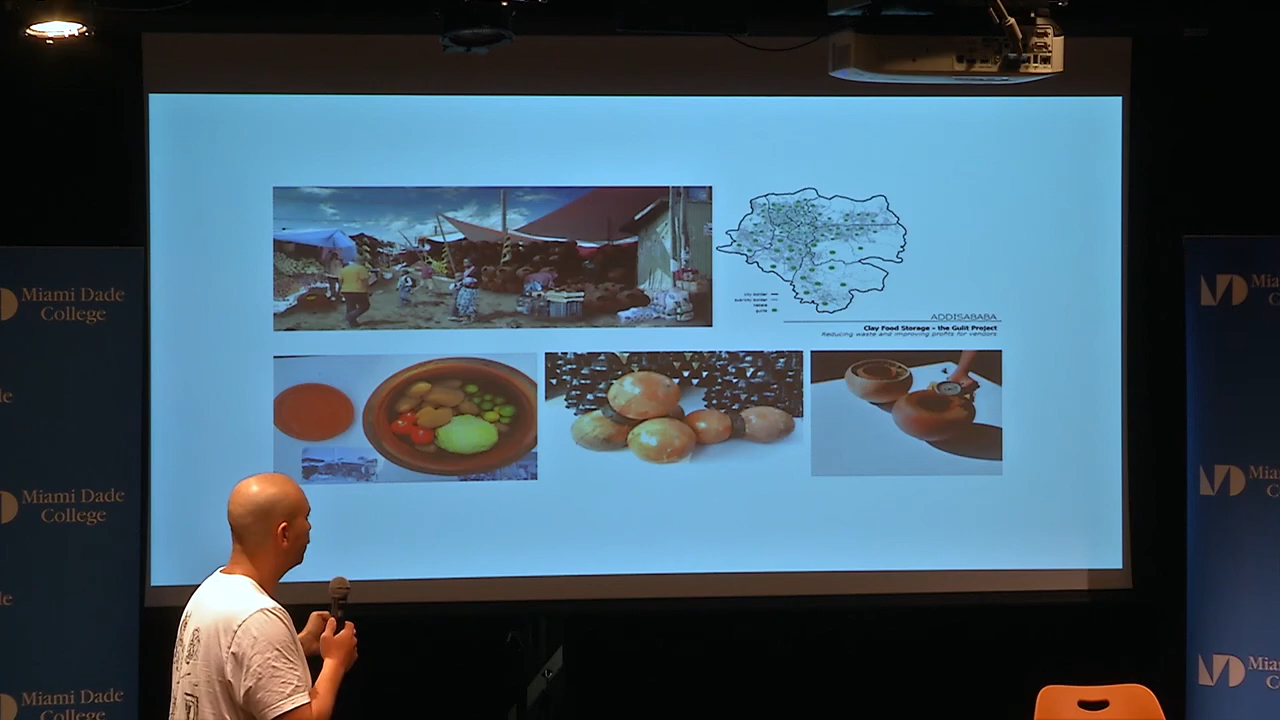 ADDISABABA
Clay Food Storage - the Gulit Project
Reducing waste and improving profits for vendors
Miami Dade
College
Miami Dade
College
Miami Dade
College